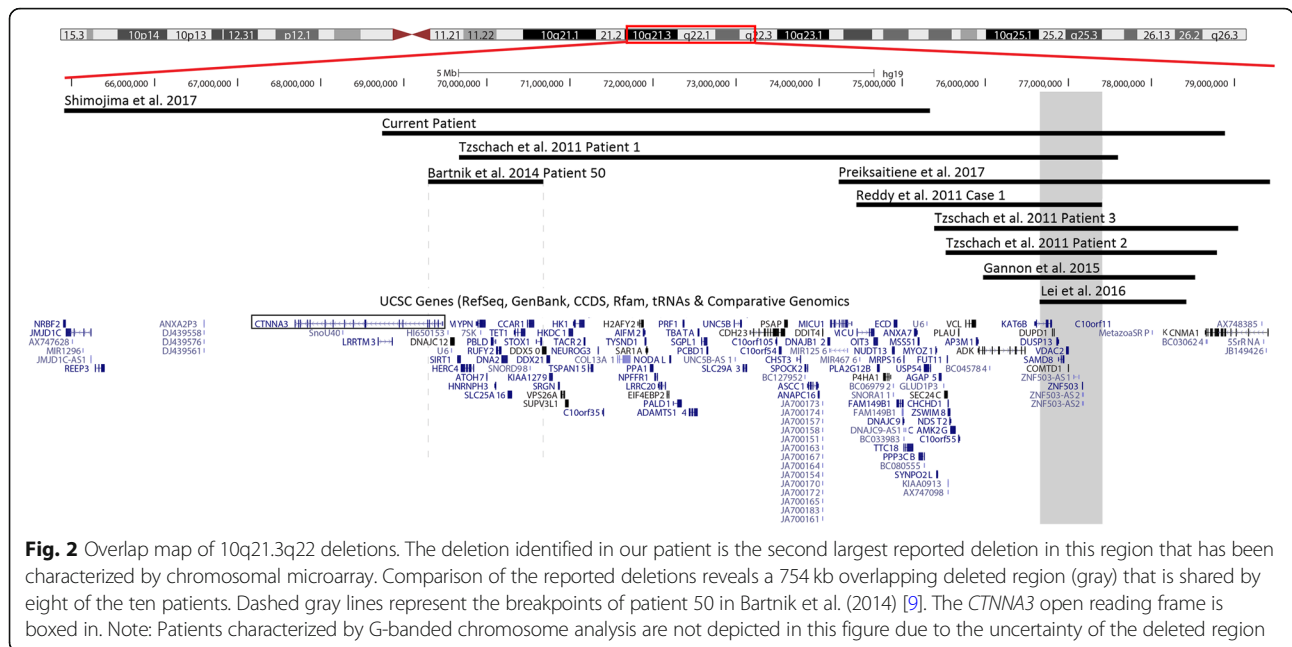 15.3 10p14 10p13 12.31 p12.1 11.21 11.22 10q21.1 21.2 10q21.3 q22.1 q22.3 10q23.1 10q25.1 25.2 q25.3 26.13 26.2 q26.3
5 Mb hg19
66,000,000 67,000,000 68,000,000 69,000,000 70,000,000 71,000,000 72,000,000 73,000,000 74,000,000 75,000,000 76,000,000 77,000,000 78,000,000 79,000,000
Shimojima et al. 2017
Current Patient
Tzschach et al. 2011 Patient 1
Bartnik et al. 2014 Patient 50 Preiksaitiene et al. 2017
Reddy et al. 2011 Case 1
Tzschach et al. 2011 Patient 3
Tzschach et al. 2011 Patient 2
Gannon et al. 2015
Lei et al. 2016
UCSC Genes (RefSeq, GenBank, CCDS, Rfam, tRNAs & Comparative Genomics
NRBF2 ANXA2P3 CTNNA3 MYPN CCAR1 HK1 H2AFY2 PRF1 UNC5B PSAP MICU1 ECD U6 VCL KAT6B C10orf11 AX748385
JMJD1C DJ439558 SnoU40 HI650153 7SK TET1 HKDC1 AIFM2 TBATA CDH23 DDIT4 MCU ANXA7 PLAU DUPD1 MetazoaSRP KCNMA1 5SrRNA
AX747628 DJ439576 LRRTM3 DNAJC12 PBLD STOX1 TACR2 TYSND1 SGPL1 C10orf105 DNAJB1 2 OIT3 MSS51 AP3M1 DUSP13 BC030624 JB149426
MIR1296 DJ439561 U6 RUFY2 DDX50 NEUROG3 SAR1A PCBD1 C10orf54 MIR125 6 NUDT13 MYOZ1 ADK VDAC2
JMJD1C-AS1 SIRT1 DNA2 DDX21 COL13A1 NODAL UNC5B-AS1 CHST3 MIR467 6 MRPS16 FUT11 BC045784 SAMD8
REEP3 HERC4 SNORD98 TSPAN15 PPA1 SLC29A 3 SPOCK2 PLA2G12B USP54 COMTD1
ATOH7 KIAA1279 NPFFR1 BC127952 P4HA1 AGAP 5 ZNF503-AS1
HNRNPH3 SRGN LRRC20 ASCC1 BC069792 GLUD1P3 ZNF503
SLC25A16 VPS26A EIF4EBP2 ANAPC16 SNORA11 SEC24C ZNF503-AS2
SUPV3L1 PALD1 JA700173 FAM149B1 CHCHD1 ZNF503-AS2
C10orf35 ADAMTS1 4 JA700174 FAM149B1 ZSWIM8
JA700157 DNAJC9 NDST2
JA700158 DNAJC9-AS1 CAMK2G
JA700151 BC033983 C10orf55
JA700163 TTC18
JA700167 PPP3CB
JA700164 BC080555
JA700154 SYNPO2L
JA700170 KIAA0913
JA700172 AX747098
JA700165
JA700183
JA700161
Fig. 2 Overlap map of 10q21.3q22 deletions. The deletion identified in our patient is the second largest reported deletion in this region that has been
characterized by chromosomal microarray. Comparison of the reported deletions reveals a 754 kb overlapping deleted region (gray) that is shared by
eight of the ten patients. Dashed gray lines represent the breakpoints of patient 50 in Bartnik et al. (2014) [9]. The CTNNA3 open reading frame is
boxed in. Note: Patients characterized by G-banded chromosome analysis are not depicted in this figure due to the uncertainty of the deleted region